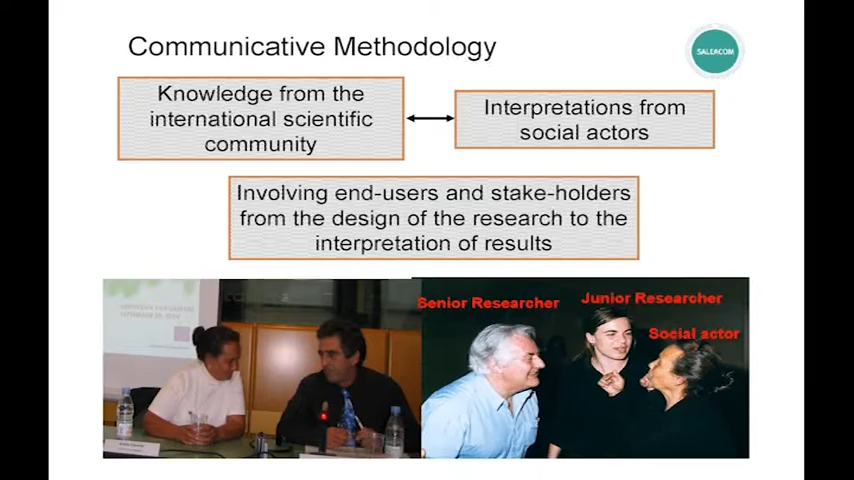 Communicative Methodology
SALEACOM
Knowledge from the
international scientific
community
Interpretations from
social actors
Involving end-users and stake-holders
from the design of the research to the
interpretation of results
Senior Researcher
Junior Researcher
Social actor